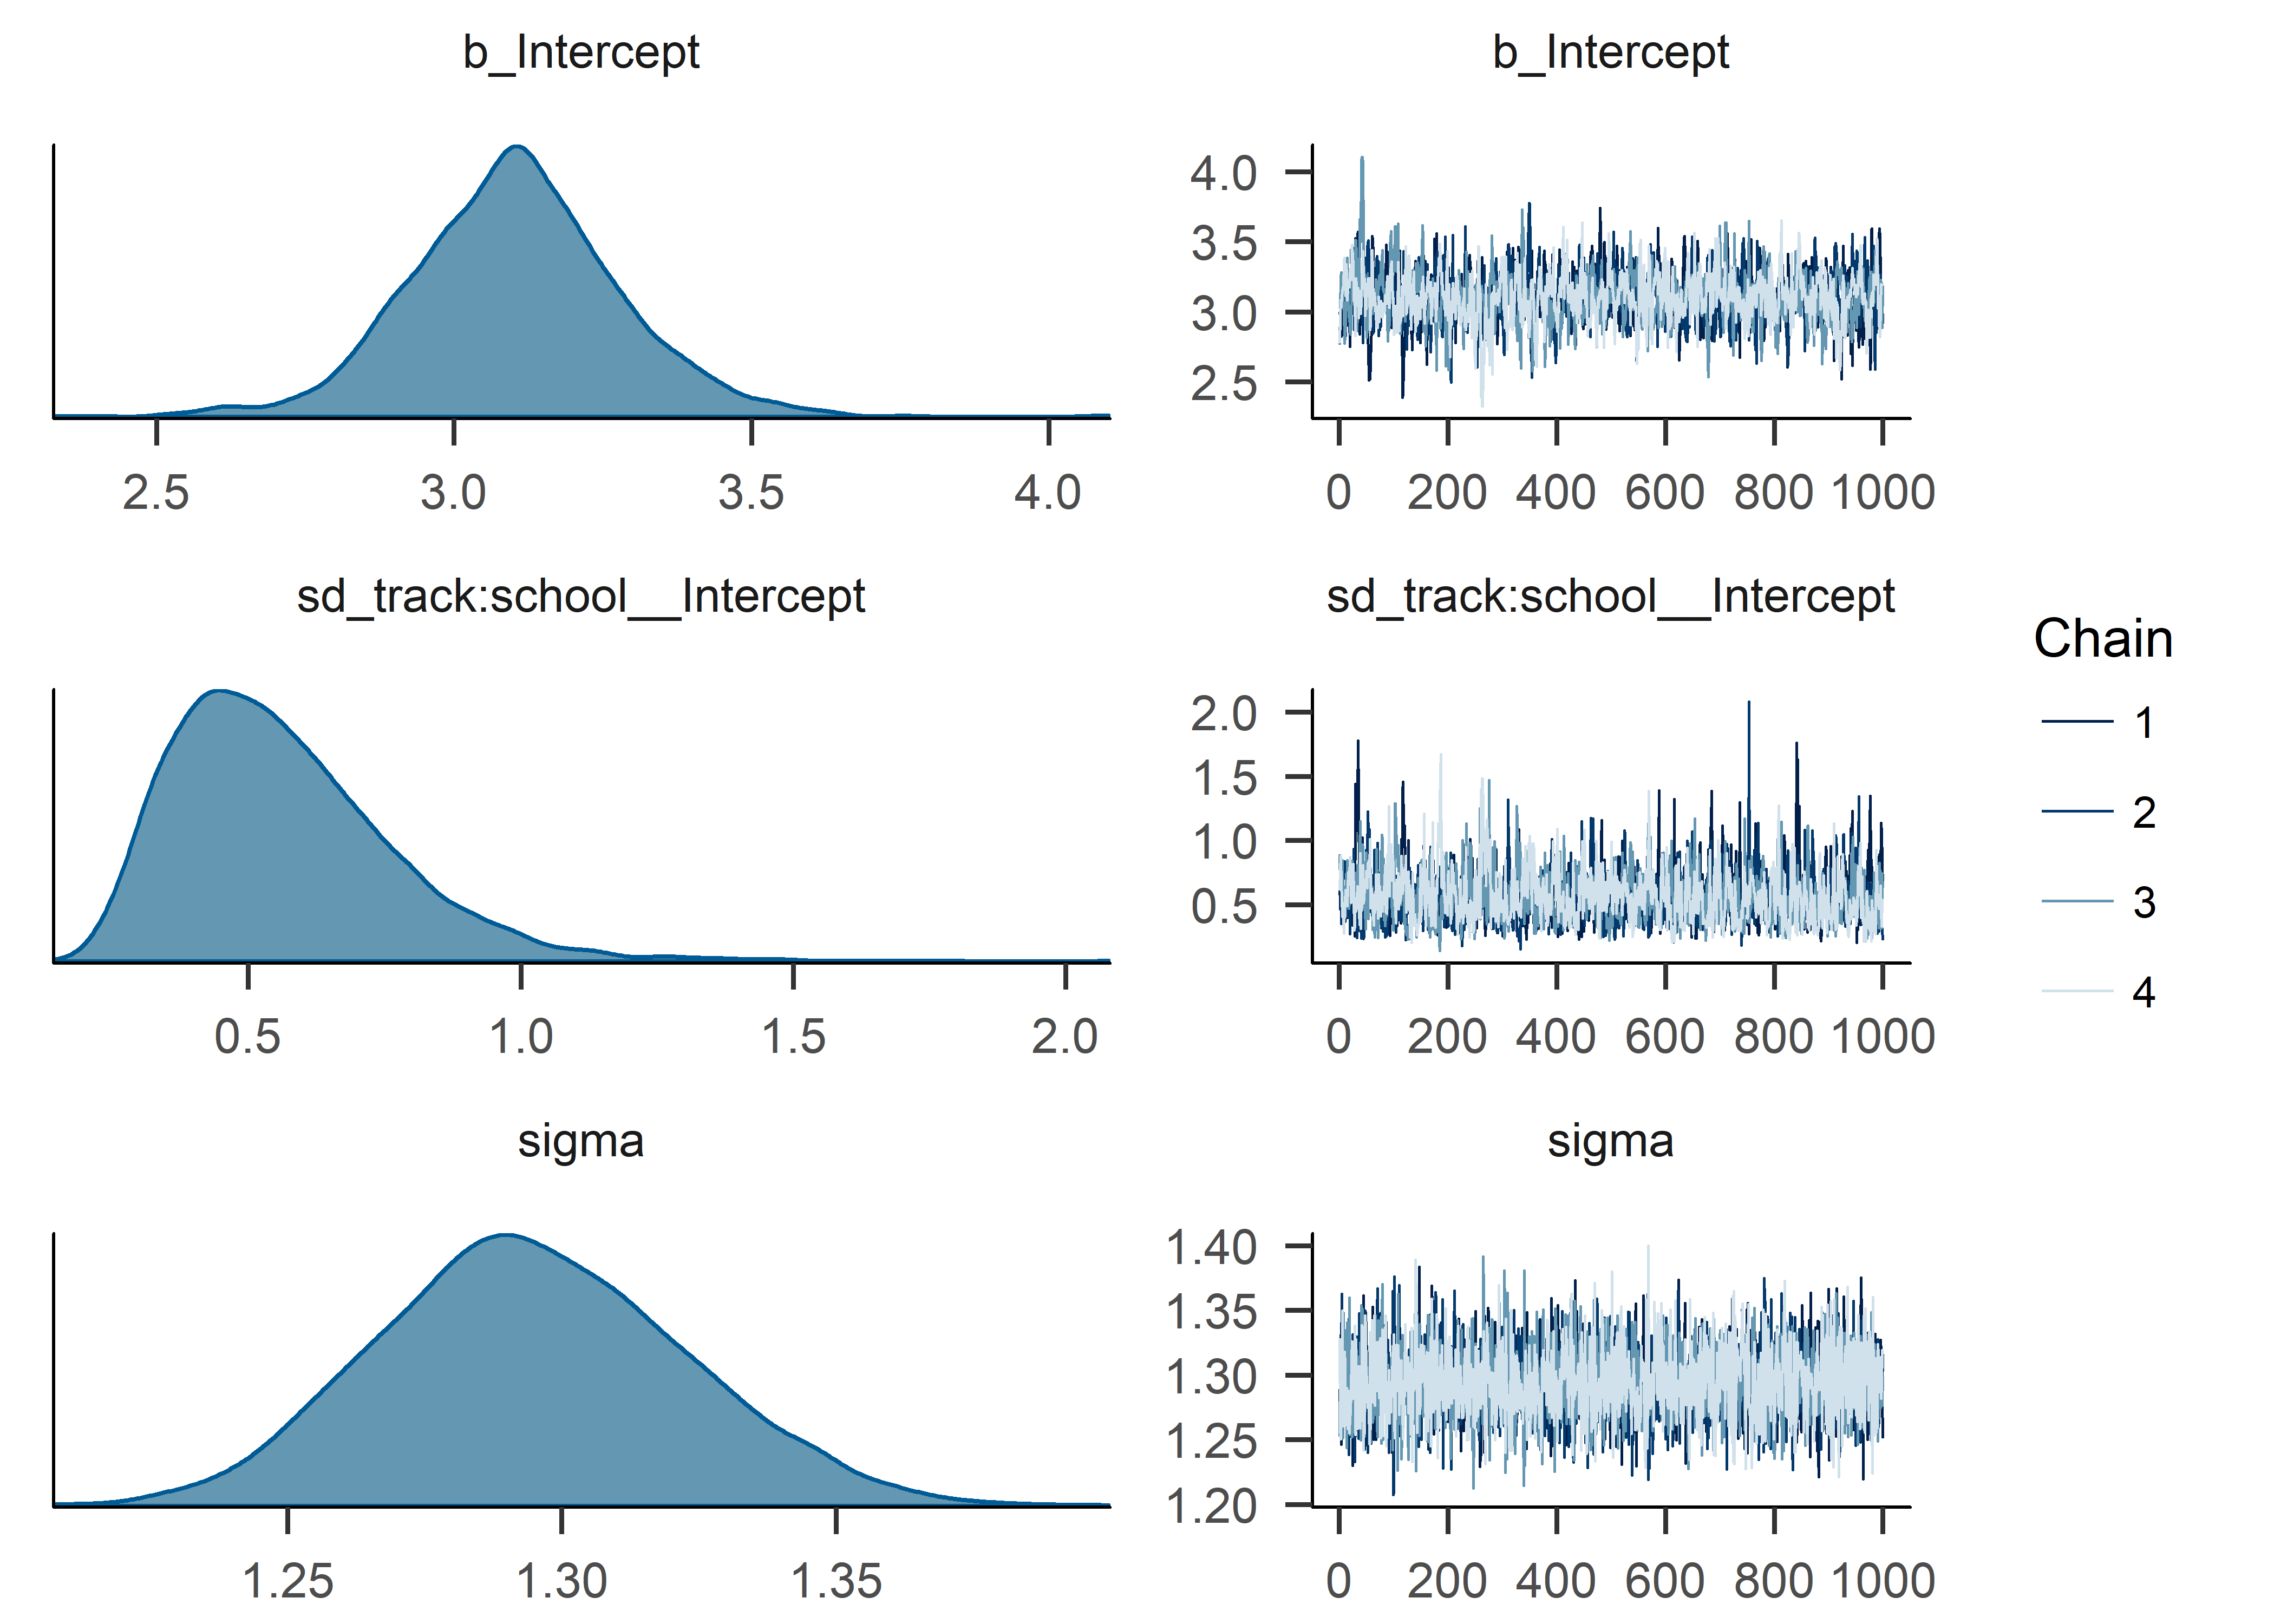 b_Intercept b_Intercept
4.0
3.5
3.0
2.5
2.5 3.0 3.5 4.0 0 200 400 600 800 1000
sd_track:school__Intercept sd_track:school__Intercept
2.0
1.5
1.0
0.5
0.5 1.0 1.5 2.0 0 200 400 600 800 1000
sigma sigma
1.40
1.35
1.30
1.25
1.20
1.25 1.30 1.35 0 200 400 600 800 1000
Chain
1
2
3
4